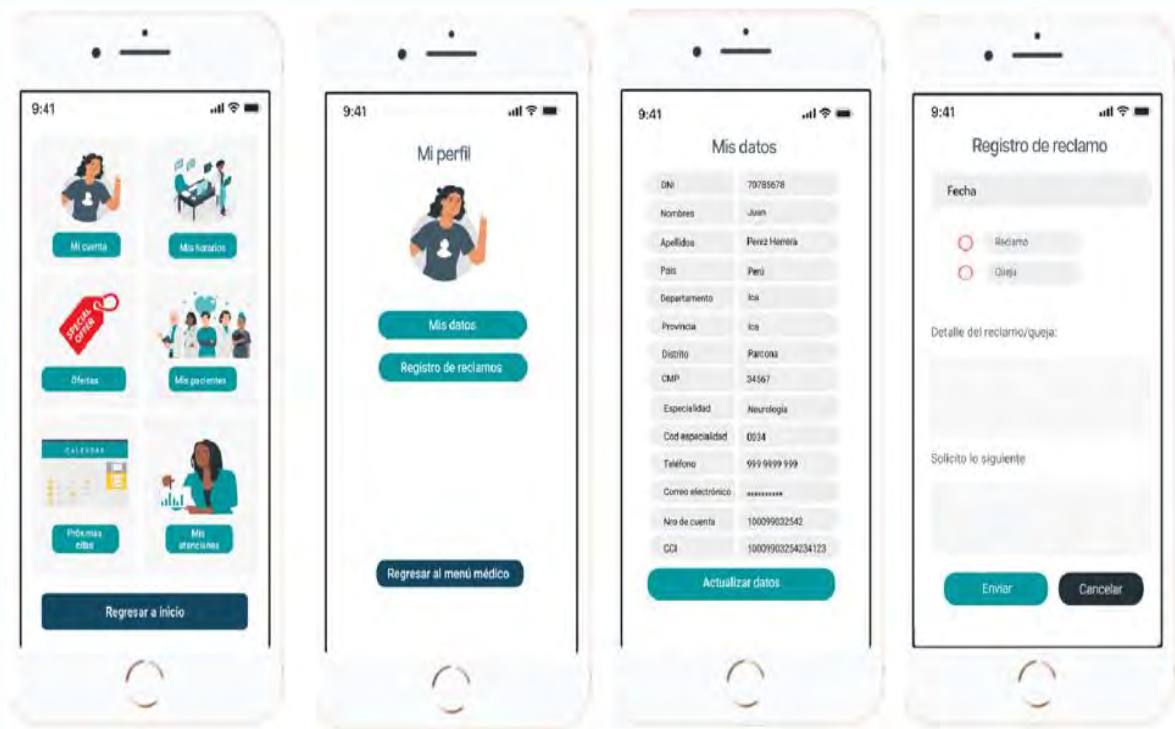 9:41
Mi cuenta
Mis horarios
SPECIAL
OFFER
Ofertas
Mis pacientes
CALENDAR
Próximas
citas
Mis
atenciones
Regresar a inicio
9:41
Mi perfil
Mis datos
Registro de reclamos
Regresar al menú médico
9:41
Mis datos
DNI 70785678
Nombres Juan
Apellidos Perez Herrera
País Perú
Departamento Ica
Provincia Ica
Distrito Parcona
CMP 34567
Especialidad Neurología
Cod especialidad 0034
Teléfono 999 9999 999
Correo electrónico **********
Nro de cuenta 100099032542
CCI 10009903254234123
Actualizar datos
9:41
Registro de reclamo
Fecha
Reclamo
Queja
Detalle del reclamo/queja:
Solicito lo siguiente
Enviar
Cancelar